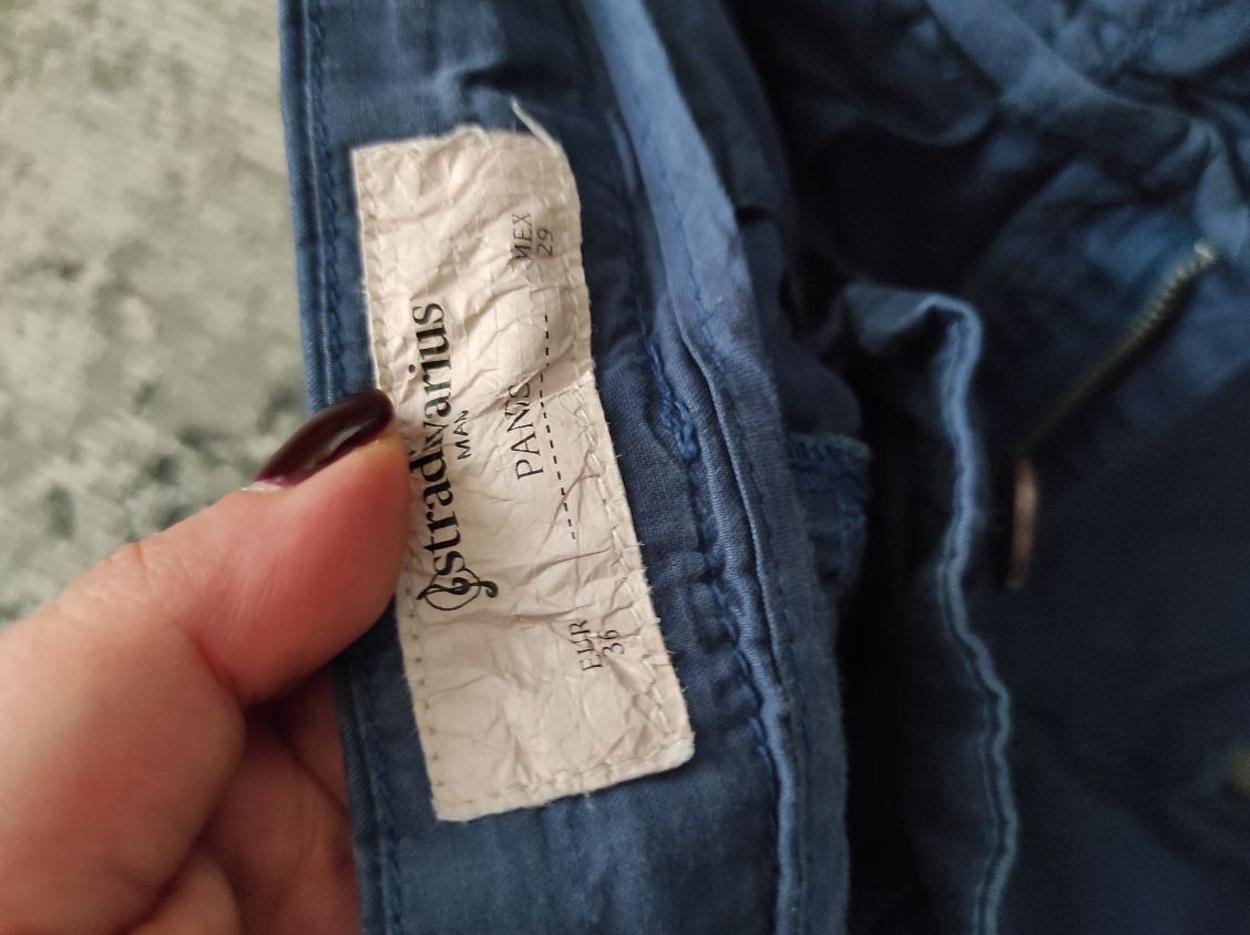 stradivarius
MAN
PANTS
EUR
36
MEX
29